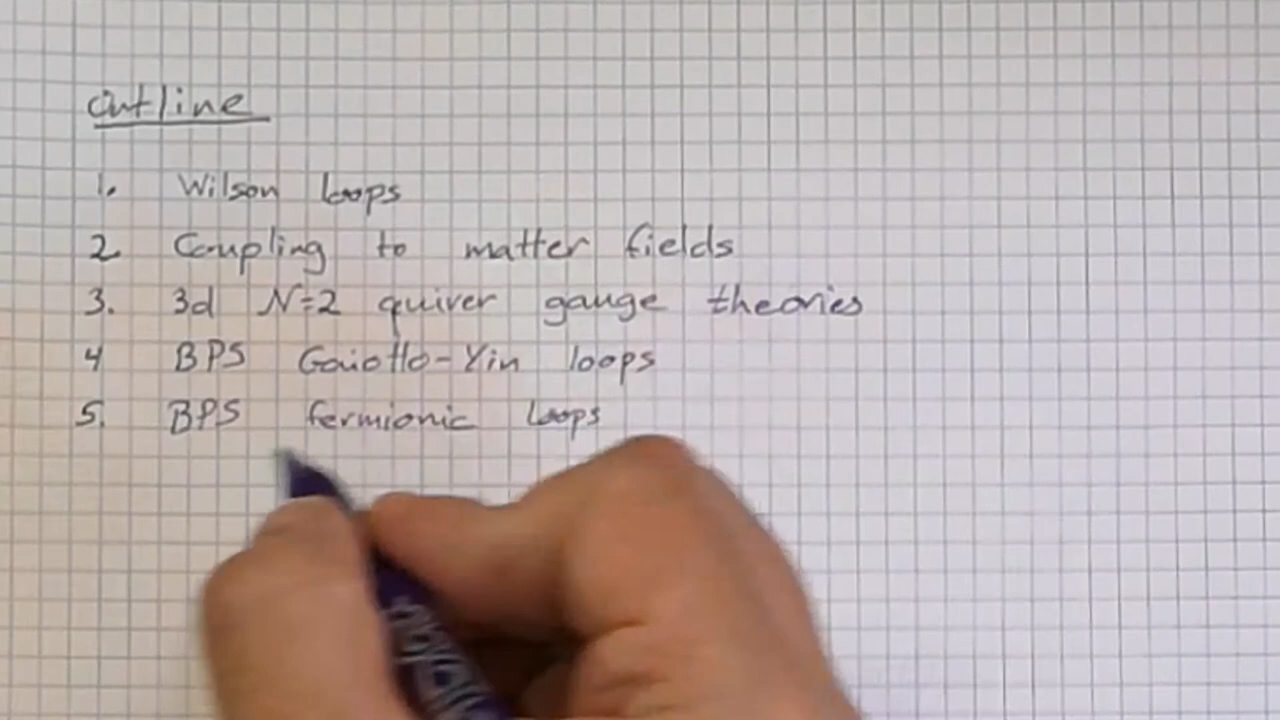 Outline
1. Wilson loops
2 Coupling to matter fields
3. 3d N=2 quiver gauge theories
4 BPS Gaiotto-Yin loops
5. BPS fermionic loops